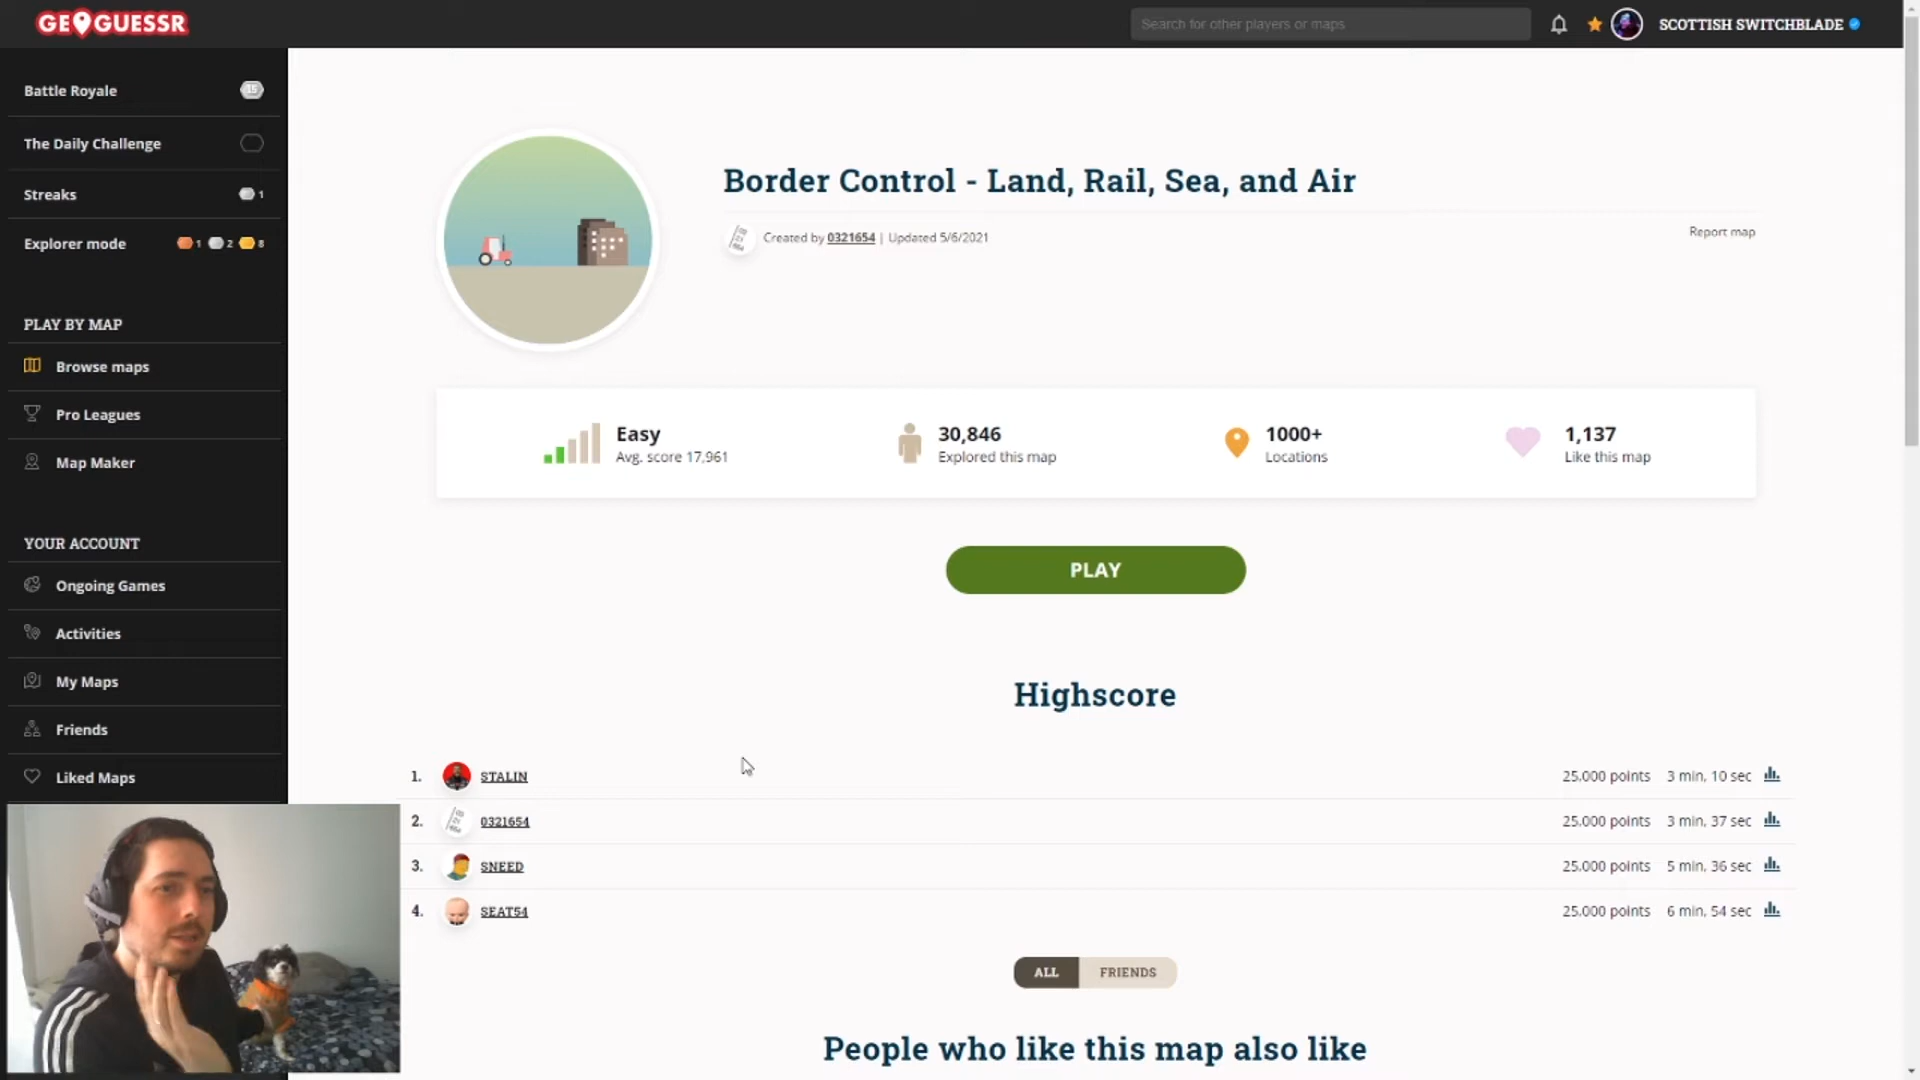 GEOGUESSR
Search for other players or maps
SCOTTISH SWITCHBLADE
Battle Royale
15
The Daily Challenge
Streaks
1
Explorer mode
1 2 8
PLAY BY MAP
Browse maps
Pro Leagues
Map Maker
YOUR ACCOUNT
Ongoing Games
Activities
My Maps
Friends
Liked Maps
Border Control - Land, Rail, Sea, and Air
Created by 0321654 | Updated 5/6/2021
Report map
Easy
Avg. score 17,961
30,846
Explored this map
1000+
Locations
1,137
Like this map
PLAY
Highscore
1. STALIN 25,000 points 3 min, 10 sec
2. 0321654 25,000 points 3 min, 37 sec
3. SNEED 25,000 points 5 min, 36 sec
4. SEAT54 25,000 points 6 min, 54 sec
ALL FRIENDS
People who like this map also like